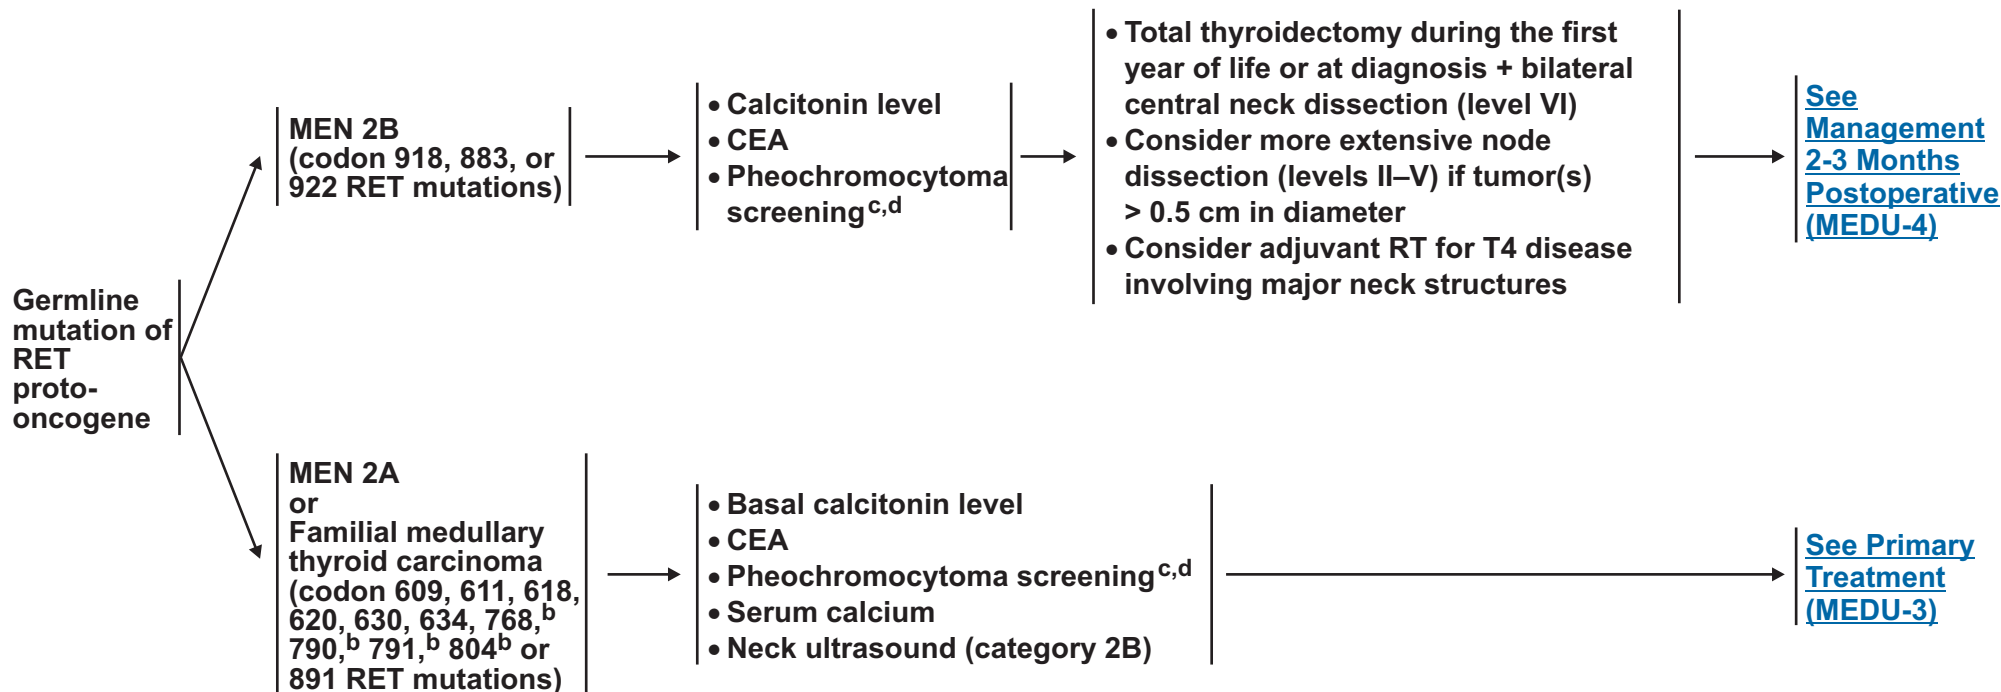 Germline
mutation of
RET
proto-
oncogene
MEN 2B
(codon 918, 883, or
922 RET mutations)
• Calcitonin level
• CEA
• Pheochromocytoma
screening c,d
• Total thyroidectomy during the first
year of life or at diagnosis + bilateral
central neck dissection (level VI)
• Consider more extensive node
dissection (levels II–V) if tumor(s)
> 0.5 cm in diameter
• Consider adjuvant RT for T4 disease
involving major neck structures
See
Management
2-3 Months
Postoperative
(MEDU-4)
MEN 2A
or
Familial medullary
thyroid carcinoma
(codon 609, 611, 618,
620, 630, 634, 768,b
790,b 791,b 804b or
891 RET mutations)
• Basal calcitonin level
• CEA
• Pheochromocytoma screening c,d
• Serum calcium
• Neck ultrasound (category 2B)
See Primary
Treatment
(MEDU-3)